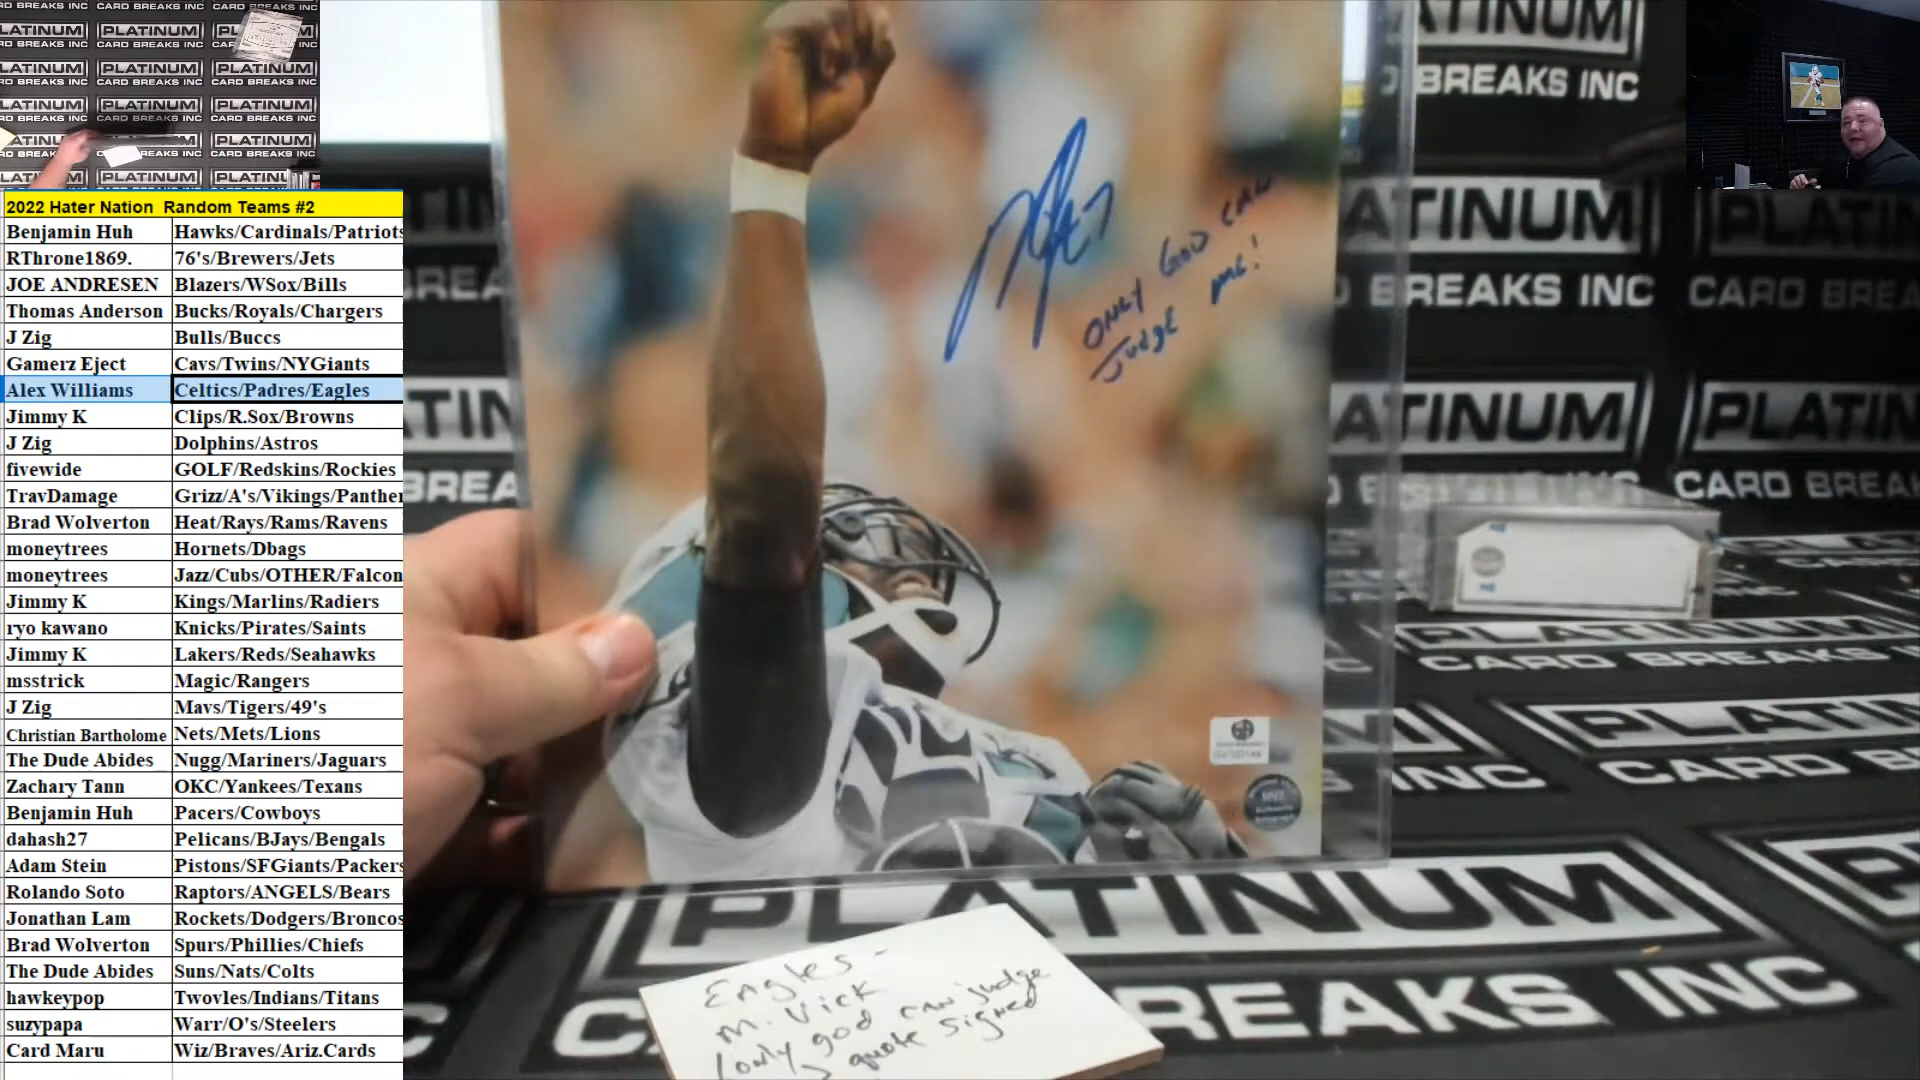 2022 Hater Nation Random Teams #2
Benjamin Huh Hawks/Cardinals/Patriots
RThrone1869. 76's/Brewers/Jets
JOE ANDRESEN Blazers/WSox/Bills
Thomas Anderson Bucks/Royals/Chargers
J Zig Bulls/Buccs
Gamerz Eject Cavs/Twins/NYGiants
Alex Williams Celtics/Padres/Eagles
Jimmy K Clips/R.Sox/Browns
J Zig Dolphins/Astros
fivewide GOLF/Redskins/Rockies
TravDamage Grizz/A's/Vikings/Panther
Brad Wolverton Heat/Rays/Rams/Ravens
moneytrees Hornets/Dbags
moneytrees Jazz/Cubs/OTHER/Falcon
Jimmy K Kings/Marlins/Radiers
ryo kawano Knicks/Pirates/Saints
Jimmy K Lakers/Reds/Seahawks
msstrick Magic/Rangers
J Zig Mavs/Tigers/49's
Christian Bartholome Nets/Mets/Lions
The Dude Abides Nugg/Mariners/Jaguars
Zachary Tann OKC/Yankees/Texans
Benjamin Huh Pacers/Cowboys
dahash27 Pelicans/BJays/Bengals
Adam Stein Pistons/SFGiants/Packers
Rolando Soto Raptors/ANGELS/Bears
Jonathan Lam Rockets/Dodgers/Broncos
Brad Wolverton Spurs/Phillies/Chiefs
The Dude Abides Suns/Nats/Colts
hawkeypop Twovles/Indians/Titans
suzypapa Warr/O's/Steelers
Card Maru Wiz/Braves/Ariz.Cards
ONLY GOD CAN
Judge me!
PLATINUM
CARD BREAKS INC
Eagles -
M. Vick
(only god can judge
quote signed